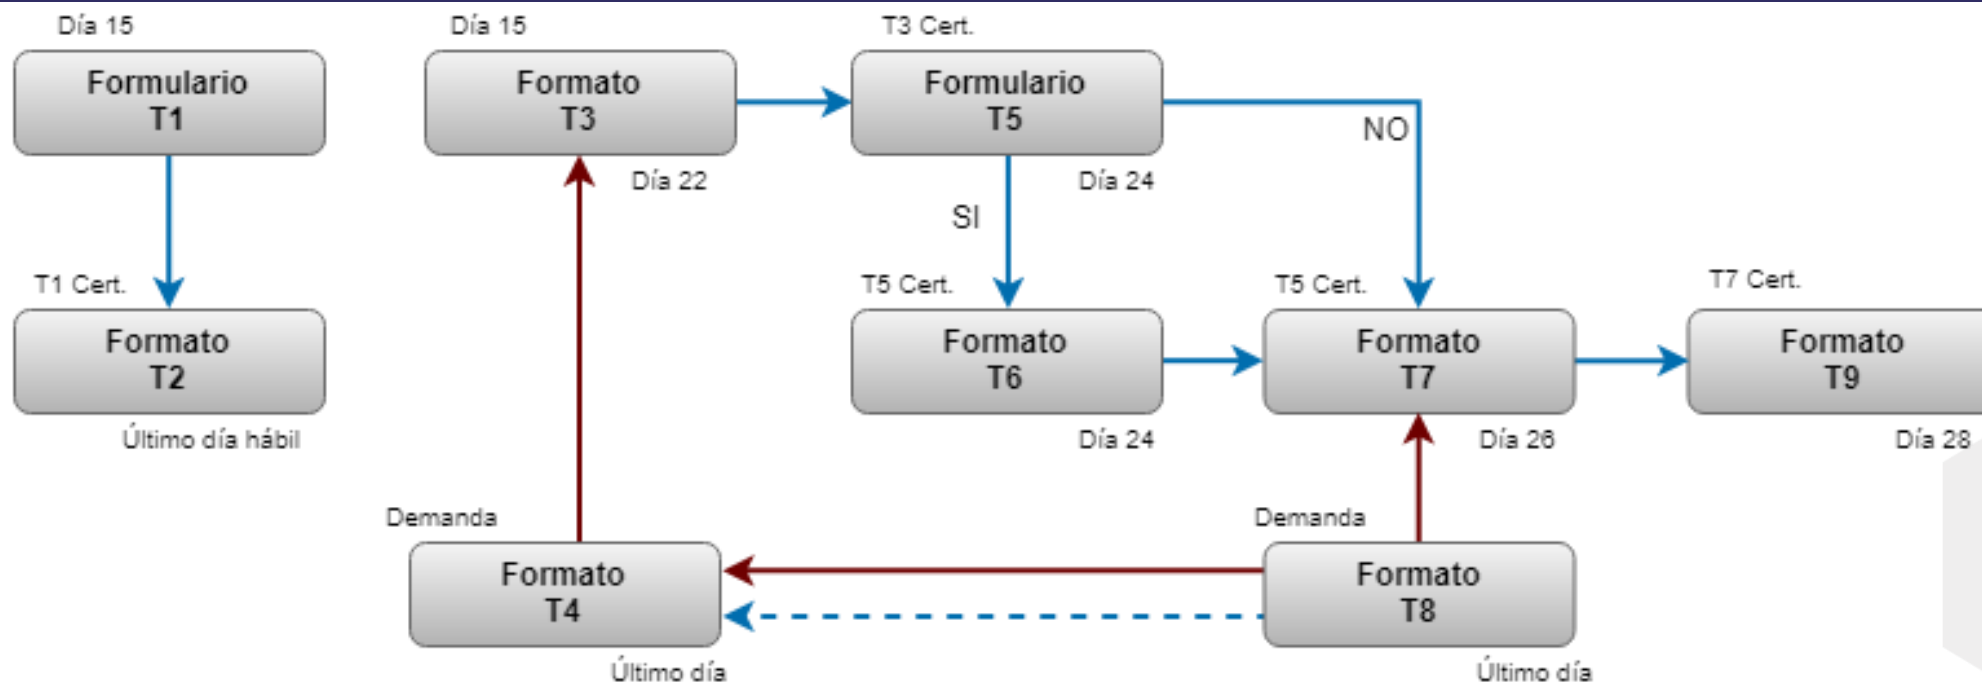 Día 15
Día 15
T3 Cert.
Formulario
T1
Formato
T3
Formulario
T5
NO
Día 22
Día 24
SI
T1 Cert.
T5 Cert.
T5 Cert.
T7 Cert.
Formato
T2
Formato
T6
Formato
T7
Formato
T9
Último día hábil
Día 24
Día 26
Día 28
Demanda
Demanda
Formato
T4
Formato
T8
Último día
Último día